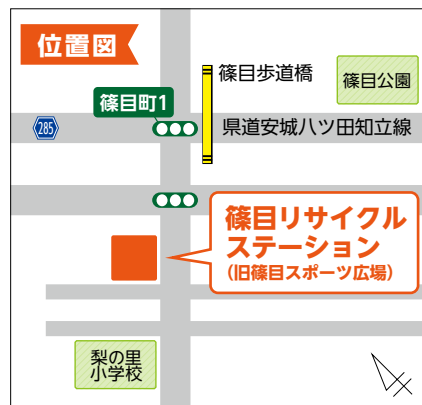 位置図
篠目歩道橋
篠目公園
篠目町1
285
県道安城八ツ田知立線
篠目リサイクル
ステーション
(旧篠目スポーツ広場)
梨の里
小学校